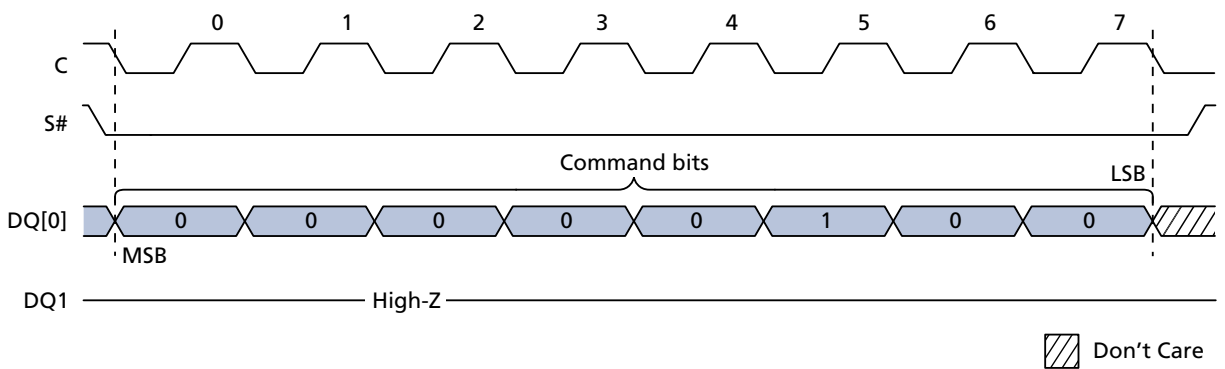 0 1 2 3 4 5 6 7
C
S#
Command bits
LSB
DQ[0] 0 0 0 0 0 1 0 0
MSB
DQ1 High-Z
Don't Care